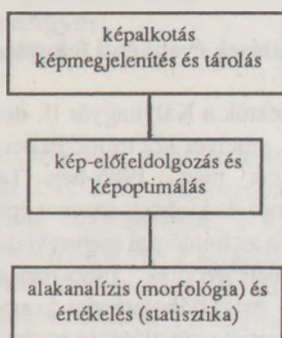 képalkotás
képmegjelenítés és tárolás
kép-előfeldolgozás és
képoptimálás
alakanalízis (morfológia) és
értékelés (statisztika)